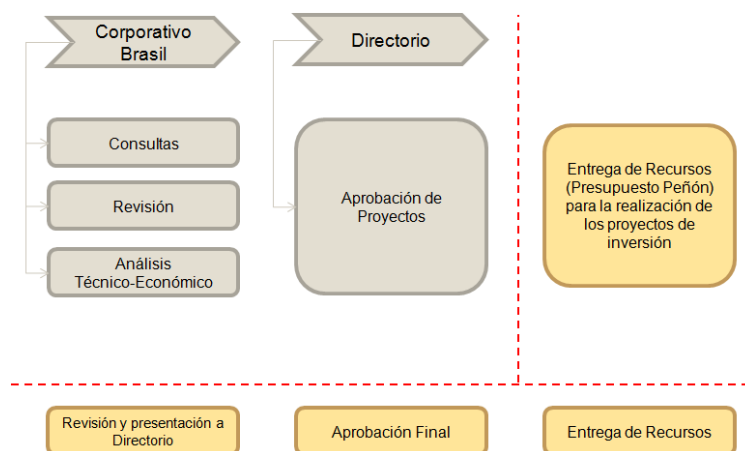 Corporativo
Brasil
Directorio
Consultas
Revisión
Análisis
Técnico-Económico
Aprobación de
Proyectos
Entrega de Recursos
(Presupuesto Peñón)
para la realización de
los proyectos de
inversión
Revisión y presentación a
Directorio
Aprobación Final
Entrega de Recursos